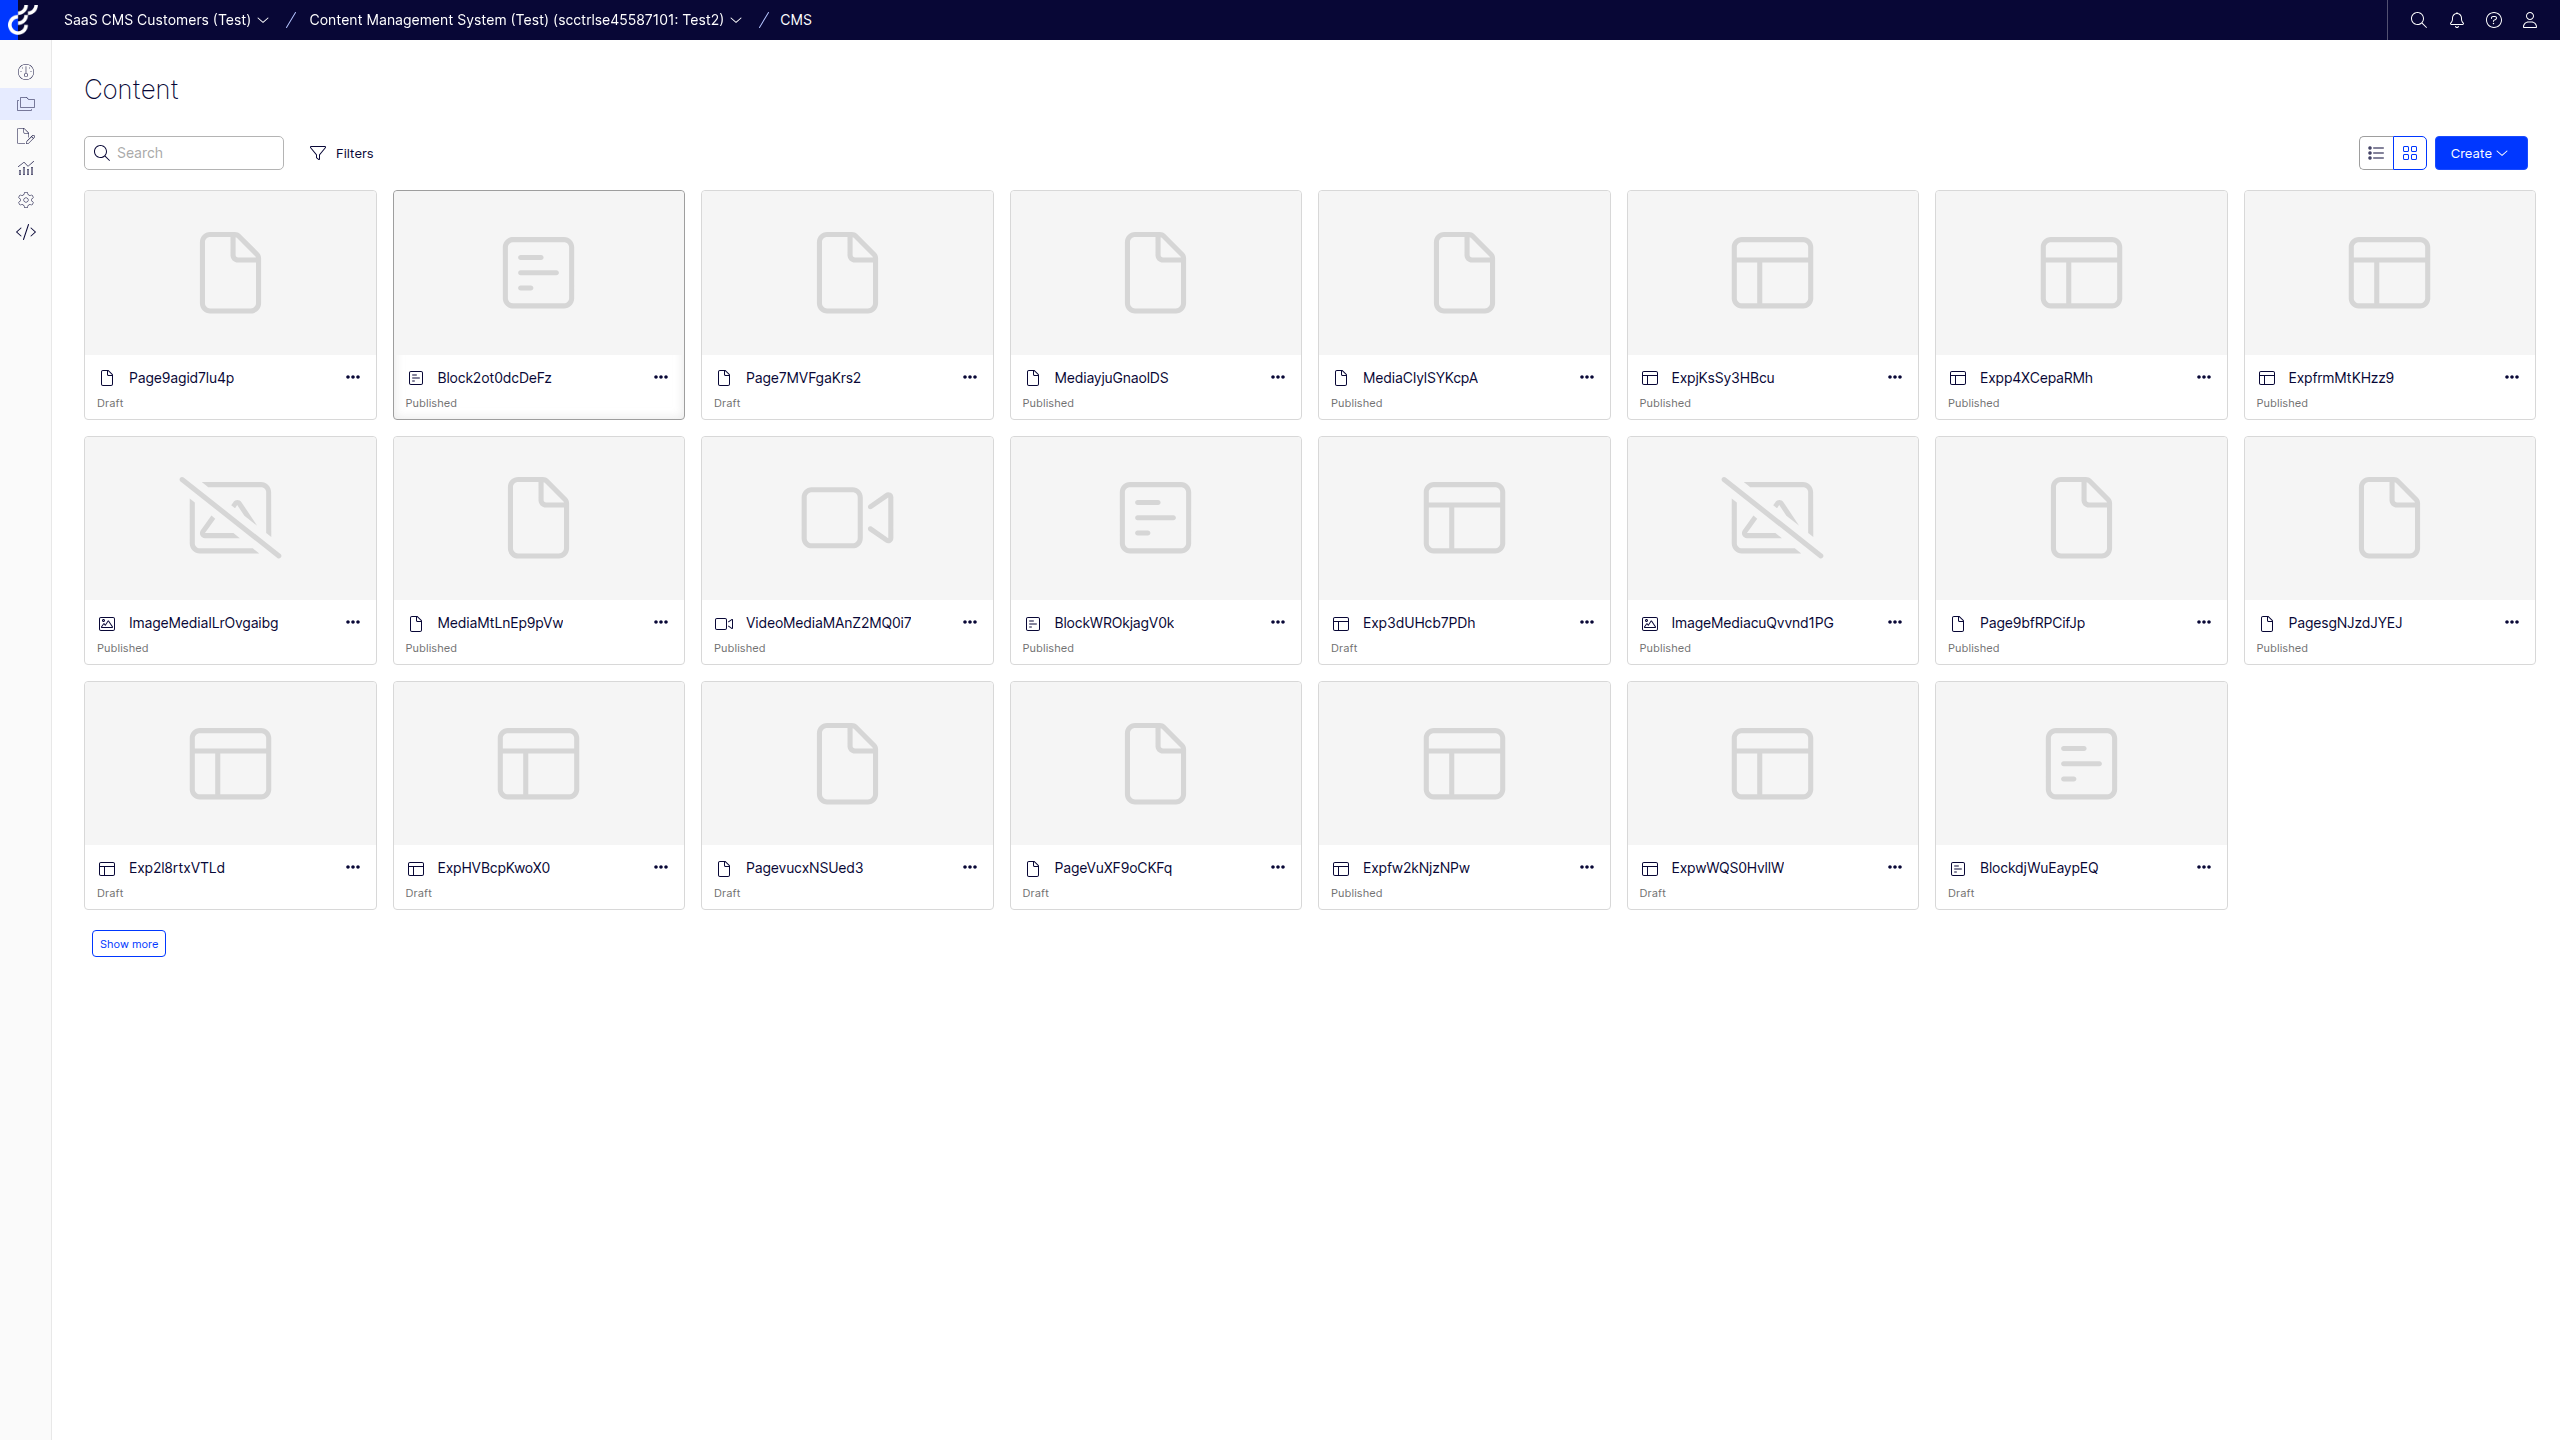 SaaS CMS Customers (Test) / Content Management System (Test) (scctrlse45587101: Test2) / CMS
Content
Search
Filters
Create
Page9agid7lu4p
Block2ot0dcDeFz
Page7MVFgaKrs2
MediayjuGnaolDS
MediaClylSYKcpA
ExpjKsSy3HBcu
Expp4XCepaRMh
ExpfrmMtKHzz9
Draft
Published
Draft
Published
Published
Published
Published
Published
ImageMedialLrOvgaibg
MediaMtLnEp9pVw
VideoMediaMAnZ2MQ0i7
BlockWROkjagV0k
Exp3dUHcb7PDh
ImageMediacuQvvnd1PG
Page9bfRPCifJp
PagesgNJzdJYEJ
Published
Published
Published
Published
Draft
Published
Published
Published
Exp2l8rtxVTLd
ExpHVBcpKwoX0
PagevucxNSUed3
PageVuXF9oCKFq
Expfw2kNjzNPw
ExpwWQS0HvllW
BlockdjWuEaypEQ
Draft
Draft
Draft
Draft
Published
Draft
Draft
Show more